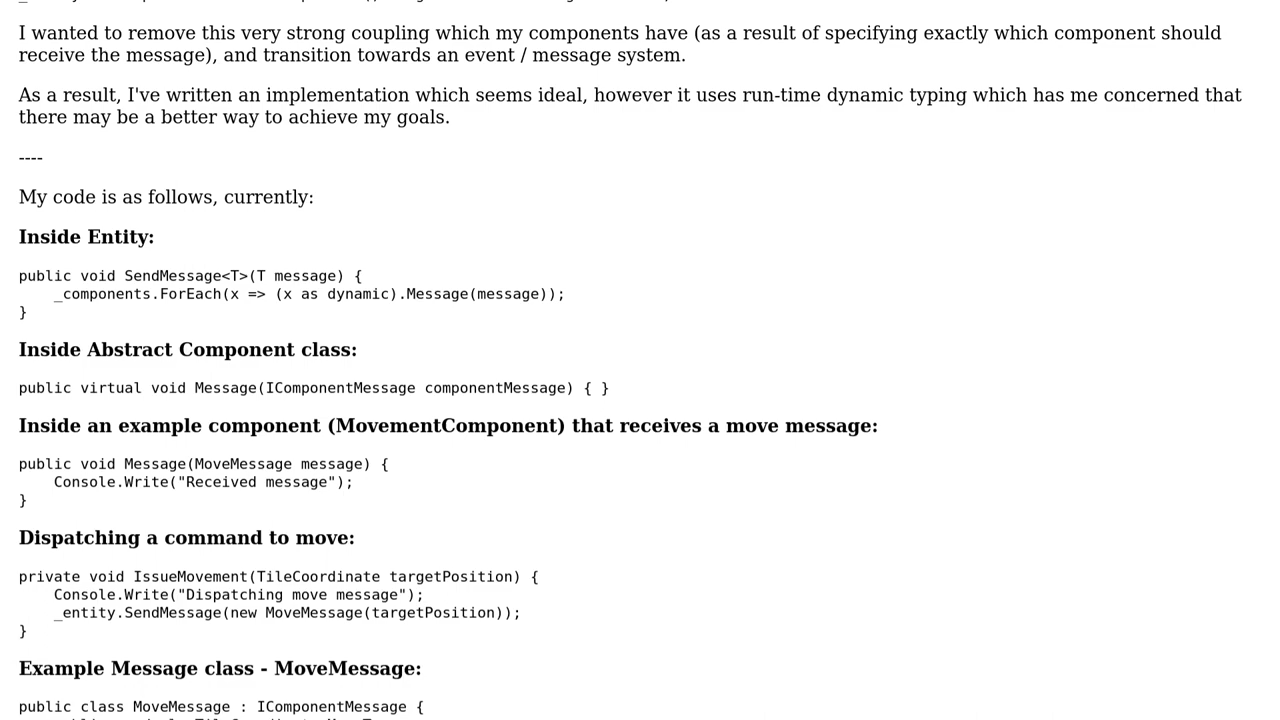 I wanted to remove this very strong coupling which my components have (as a result of specifying exactly which component should
receive the message), and transition towards an event / message system.
As a result, I've written an implementation which seems ideal, however it uses run-time dynamic typing which has me concerned that
there may be a better way to achieve my goals.
----
My code is as follows, currently:
Inside Entity:
public void SendMessage<T>(T message) {
    _components.ForEach(x => (x as dynamic).Message(message));
}
Inside Abstract Component class:
public virtual void Message(IComponentMessage componentMessage) { }
Inside an example component (MovementComponent) that receives a move message:
public void Message(MoveMessage message) {
    Console.Write("Received message");
}
Dispatching a command to move:
private void IssueMovement(TileCoordinate targetPosition) {
    Console.Write("Dispatching move message");
    _entity.SendMessage(new MoveMessage(targetPosition));
}
Example Message class - MoveMessage:
public class MoveMessage : IComponentMessage {